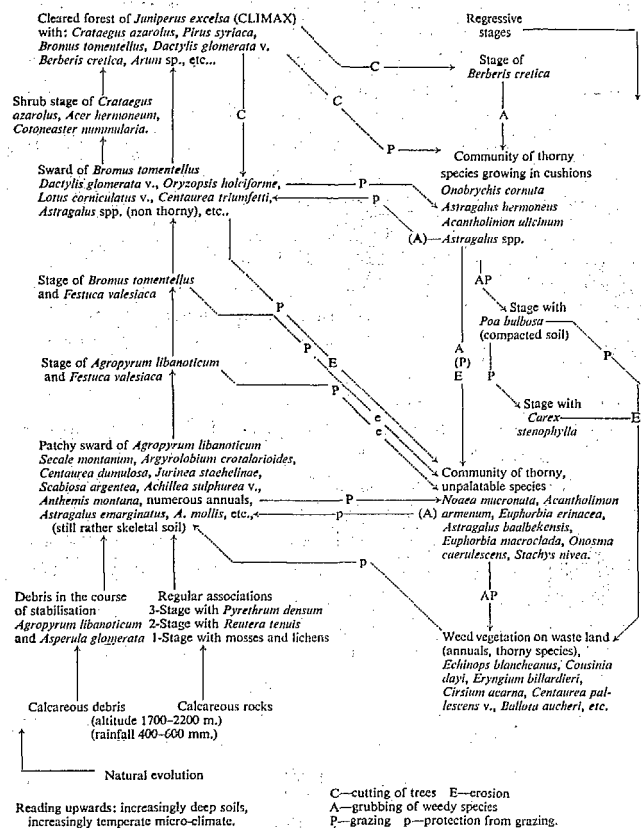 Cleared forest of Juniperus excelsa (CLIMAX)
with: Crataegus azarolus, Pirus syriaca,
Bromus tomentellus, Dactylis glomerata v.
Berberis cretica, Arum sp., etc...
Regressive
stages
C
Stage of
Berberis cretica
C
C
A
Shrub stage of Crataegus
azarolus, Acer hermoneum,
Cotoneaster nummularia.
P
Sward of Bromus tomentellus
Dactylis glomerata v., Oryzopsis holciforme,
Lotus corniculatus v., Centaurea triumfetti,
Astragalus spp. (non thorny), etc.,
P
p
(A)
Community of thorny
species growing in cushions
Onobrychis cornuta
Astragalus hermoneus
Acantholinion ulicinum
Astragalus spp.
AP
Stage of Bromus tomentellus
and Festuca valesiaca
P
P
E
A
(P)
E
Stage with
Poa bulbosa
(compacted soil)
P
P
Stage of Agropyrum libanoticum
and Festuca valesiaca
P
e
e
Stage with
Carex
stenophylla
E
Patchy sward of Agropyrum libanoticum
Secale montanum, Argyrolobium crotalarioides,
Centaurea dumulosa, Jurinea stachelinae,
Scabiosa argentea, Achillea sulphurea v.,
Anthemis montana, numerous annuals,
Astragalus emarginatus, A. mollis, etc.,
(still rather skeletal soil)
P
p
(A)
Community of thorny,
unpalatable species
Noaea mucronata, Acantholimon
armenum, Euphorbia erinacea,
Astragalus baalbekensis,
Euphorbia macroclada, Onosma
caerulescens, Stachys nivea.
p
AP
Debris in the course
of stabilisation
Agropyrum libanoticum
and Asperula glomerata
Regular associations
3-Stage with Pyrethrum densum
2-Stage with Reutera tenuis
1-Stage with mosses and lichens
Weed vegetation on waste land
(annuals, thorny species),
Echinops blancheanus, Cousinia
dayi, Eryngium billardieri,
Cirsium acarna, Centaurea pal-
lescens v., Ballota aucheri, etc.
Calcareous debris
Calcareous rocks
(altitude 1700-2200 m.)
(rainfall 400-600 mm.)
Natural evolution
Reading upwards: increasingly deep soils,
increasingly temperate micro-climate.
C—cutting of trees E—erosion
A—grubbing of weedy species
P—grazing p—protection from grazing.